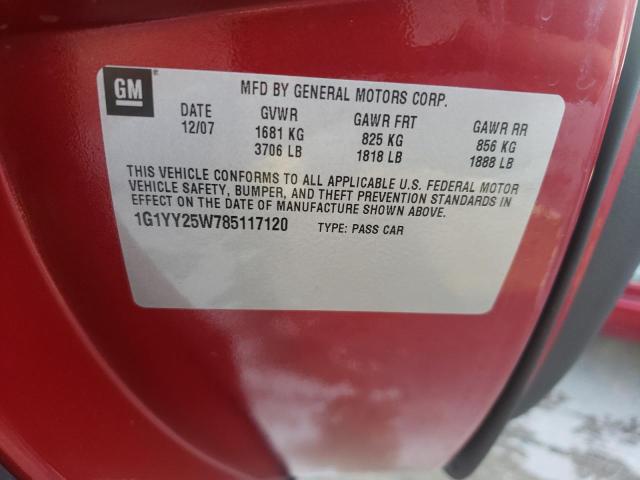 GM
MFD BY GENERAL MOTORS CORP.
DATE GVWR GAWR FRT GAWR RR
12/07 1681 KG 825 KG 856 KG
3706 LB 1818 LB 1888 LB
THIS VEHICLE CONFORMS TO ALL APPLICABLE U.S. FEDERAL MOTOR
VEHICLE SAFETY, BUMPER, AND THEFT PREVENTION STANDARDS IN
EFFECT ON THE DATE OF MANUFACTURE SHOWN ABOVE.
1G1YY25W785117120 TYPE: PASS CAR